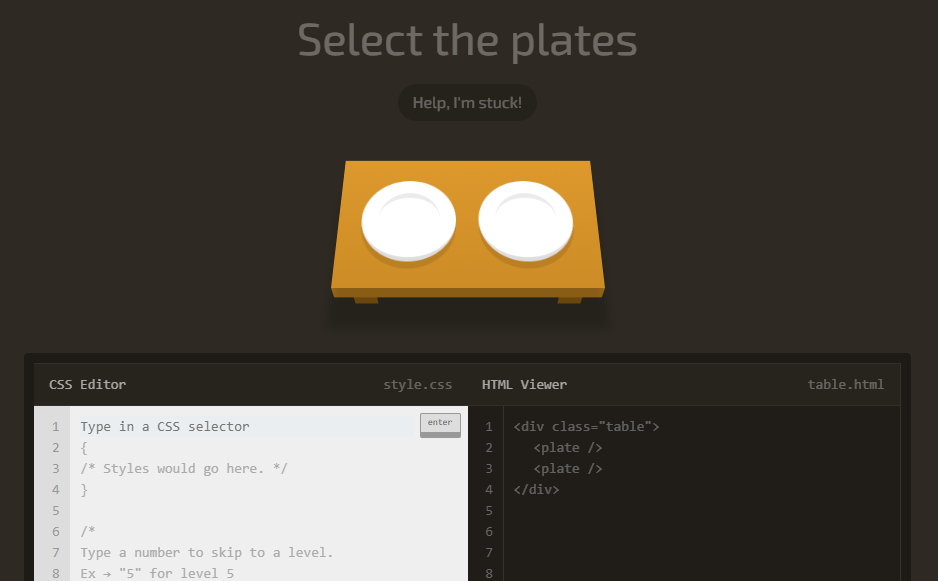 Select the plates
Help, I'm stuck!
CSS Editor style.css
enter
1 Type in a CSS selector
2 {
3 /* Styles would go here. */
4 }
5
6 /*
7 Type a number to skip to a level.
8 Ex → "5" for level 5
HTML Viewer table.html
1 <div class="table">
2 <plate />
3 <plate />
4 </div>
5
6
7
8